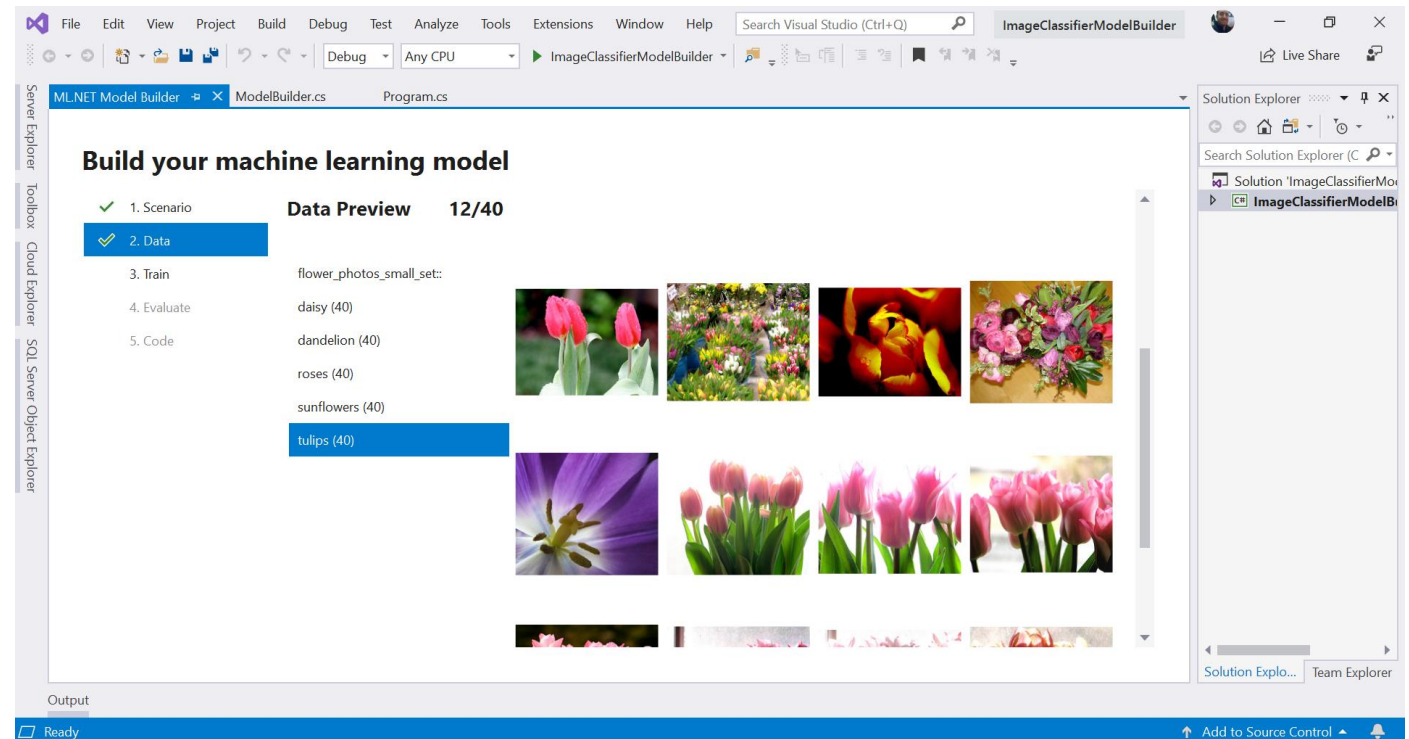 File Edit View Project Build Debug Test Analyze Tools Extensions Window Help Search Visual Studio (Ctrl+Q) ImageClassifierModelBuilder
Debug Any CPU ImageClassifierModelBuilder Live Share
Server Explorer
Toolbox
Cloud Explorer
SQL Server Object Explorer
ML.NET Model Builder ModelBuilder.cs Program.cs
Build your machine learning model
1. Scenario
2. Data
3. Train
4. Evaluate
5. Code
Data Preview 12/40
flower_photos_small_set::
daisy (40)
dandelion (40)
roses (40)
sunflowers (40)
tulips (40)
Solution Explorer
Search Solution Explorer (C
Solution 'ImageClassifierMo
C# ImageClassifierModelB
Solution Explo... Team Explorer
Output
Ready Add to Source Control